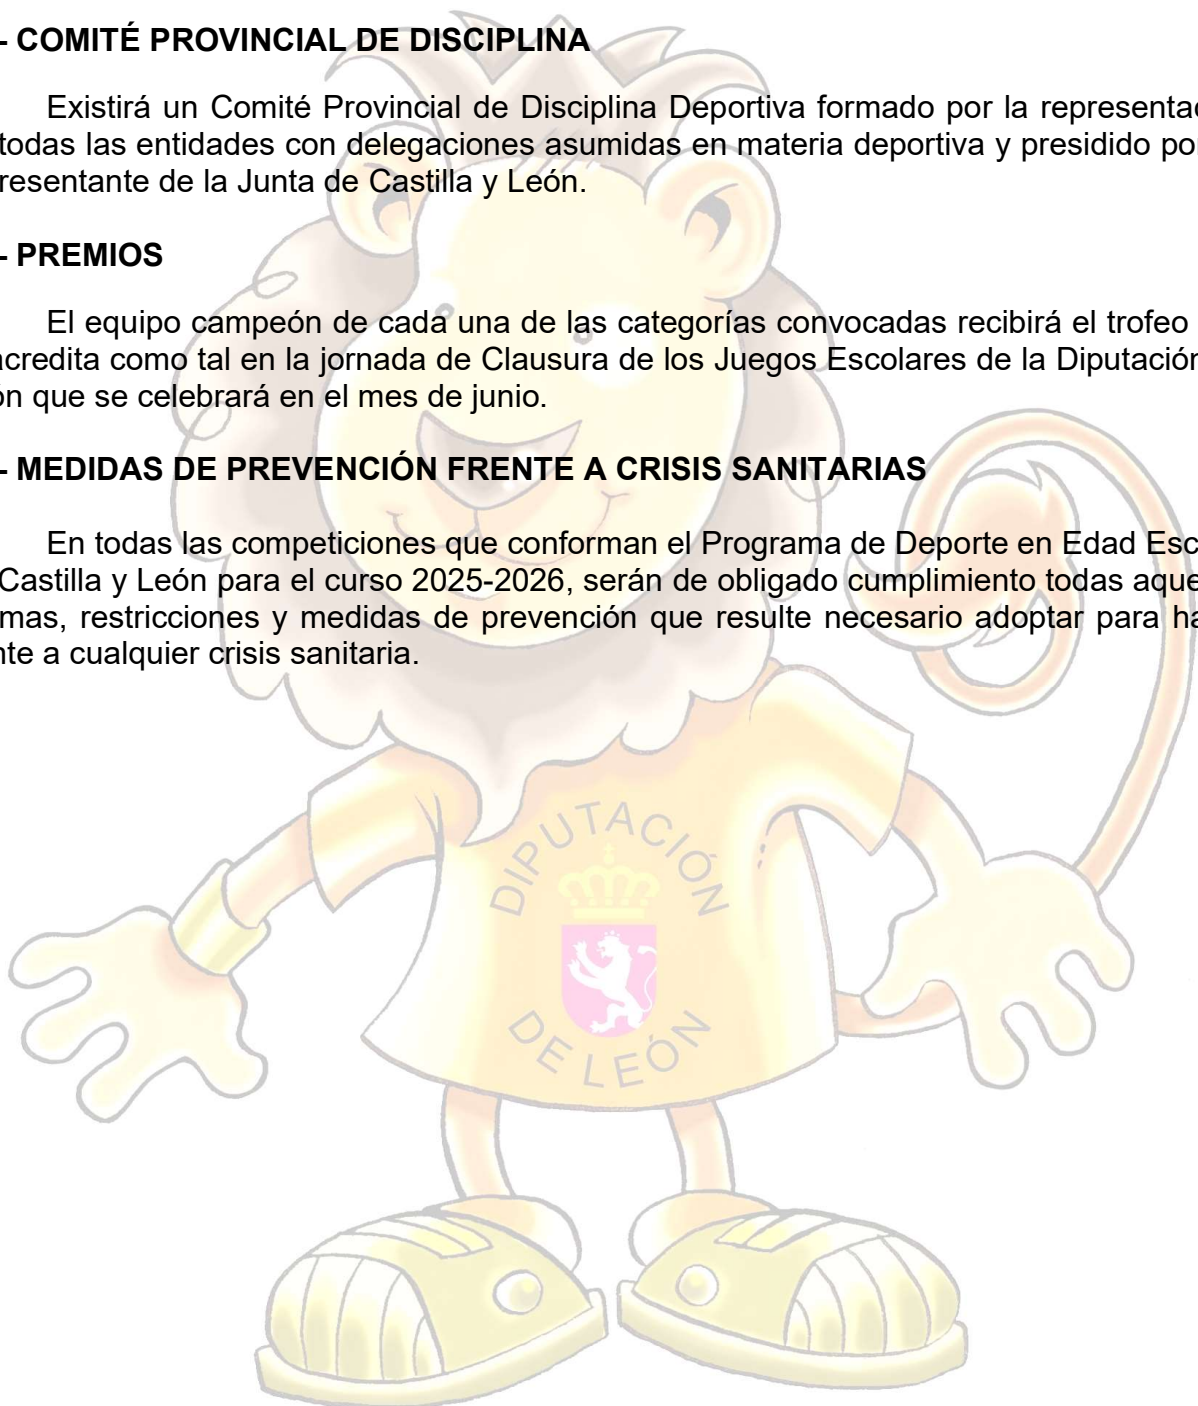 - COMITÉ PROVINCIAL DE DISCIPLINA
Existirá un Comité Provincial de Disciplina Deportiva formado por la representac
todas las entidades con delegaciones asumidas en materia deportiva y presidido por
resentante de la Junta de Castilla y León.
- PREMIOS
El equipo campeón de cada una de las categorías convocadas recibirá el trofeo
acredita como tal en la jornada de Clausura de los Juegos Escolares de la Diputación
ón que se celebrará en el mes de junio.
- MEDIDAS DE PREVENCIÓN FRENTE A CRISIS SANITARIAS
En todas las competiciones que conforman el Programa de Deporte en Edad Esc
Castilla y León para el curso 2025-2026, serán de obligado cumplimiento todas aque
mas, restricciones y medidas de prevención que resulte necesario adoptar para ha
nte a cualquier crisis sanitaria.
DIPUTACIÓN
DE LEÓN